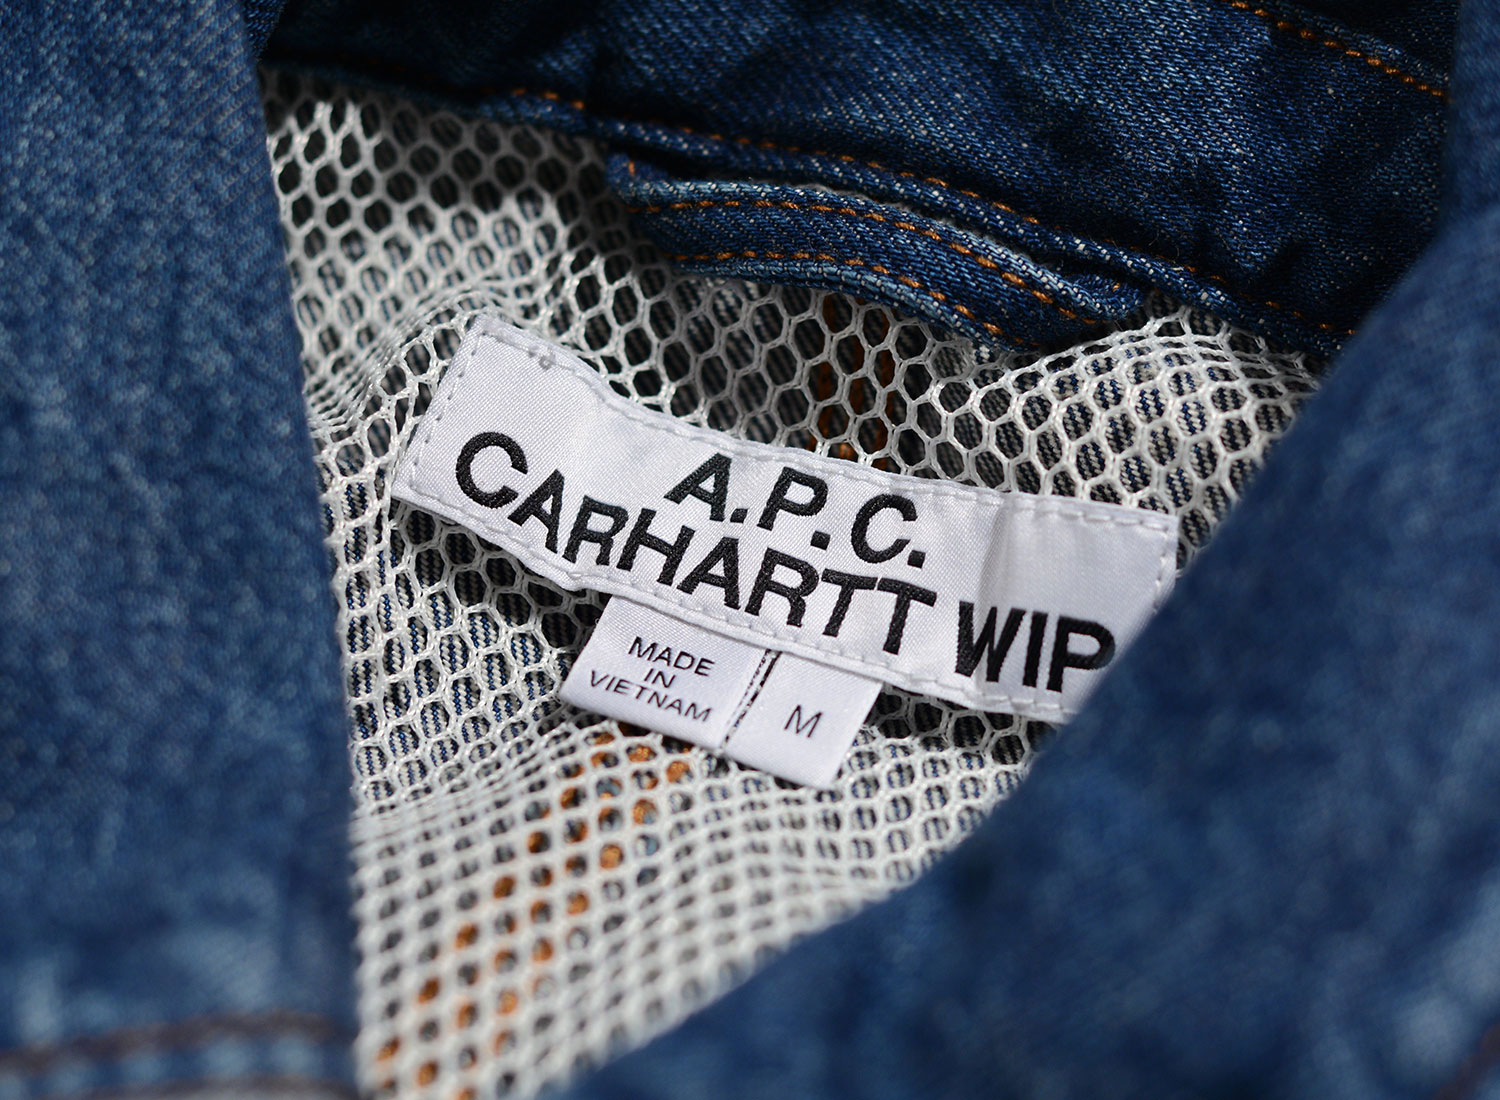 A.P.C.
CARHARTT WIP
MADE
IN
VIETNAM
M